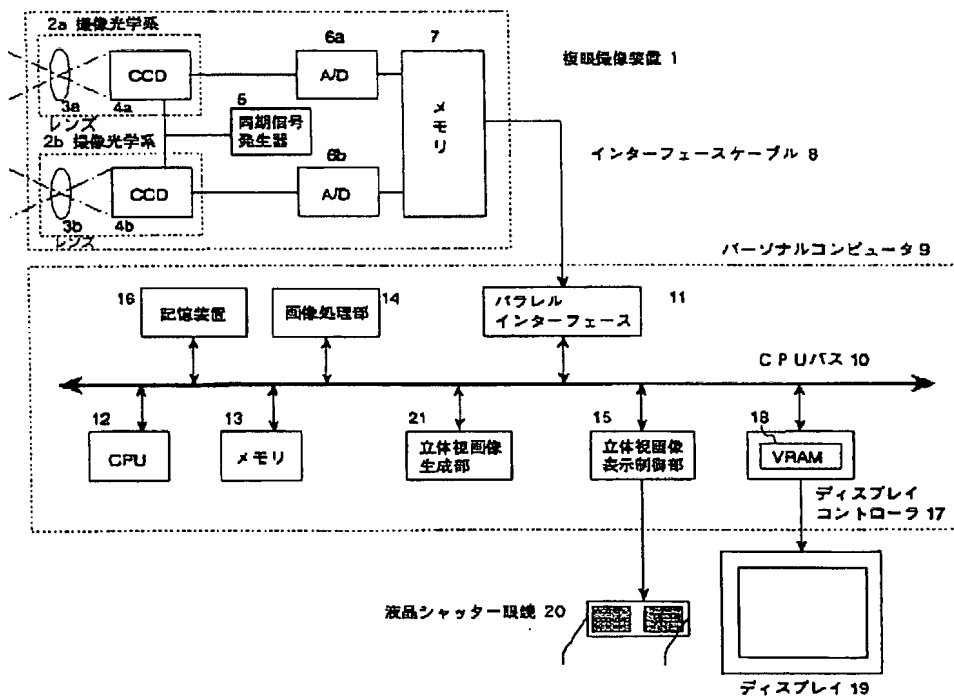 2a 撮像光学系
6a
7
CCD
A/D
複眼撮像装置 1
3a
4a
レンズ
5
同期信号
発生器
メモリ
2b 撮像光学系
6b
インターフェースケーブル 8
CCD
A/D
3b
4b
レンズ
パーソナルコンピュータ 9
16
記憶装置
画像処理部
14
パラレル
インターフェース
11
CPUバス 10
12
CPU
13
メモリ
21
立体視画像
生成部
15
立体視画像
表示制御部
18
VRAM
ディスプレイ
コントローラ 17
液晶シャッター眼鏡 20
ディスプレイ 19